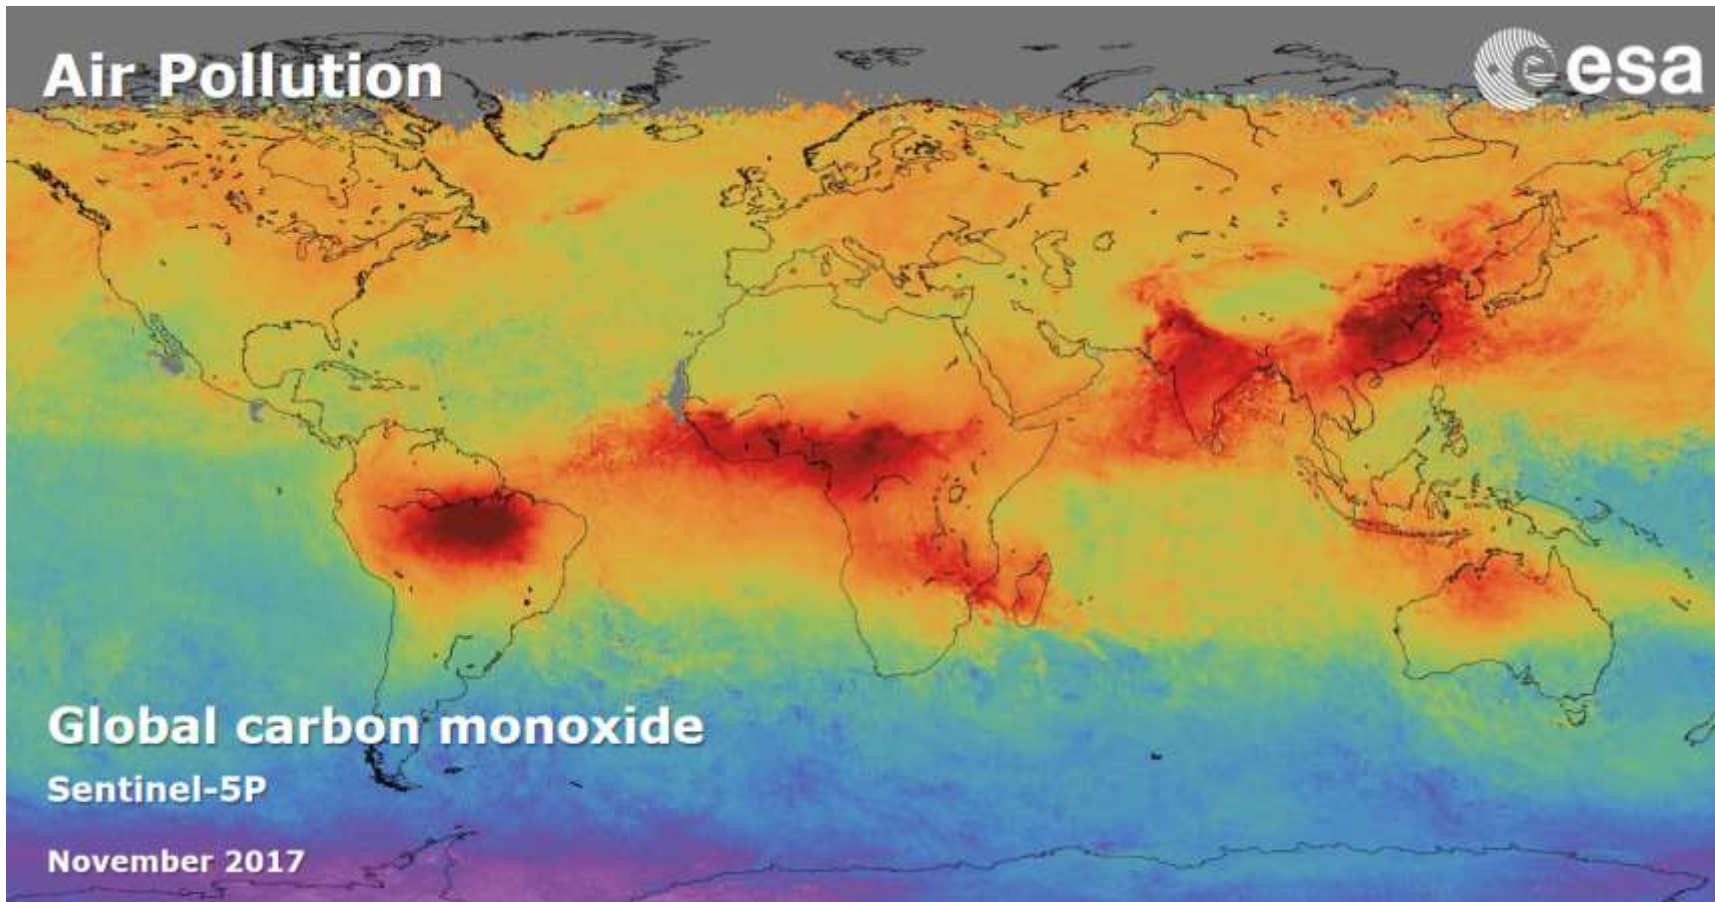 Air Pollution
esa
Global carbon monoxide
Sentinel-5P
November 2017